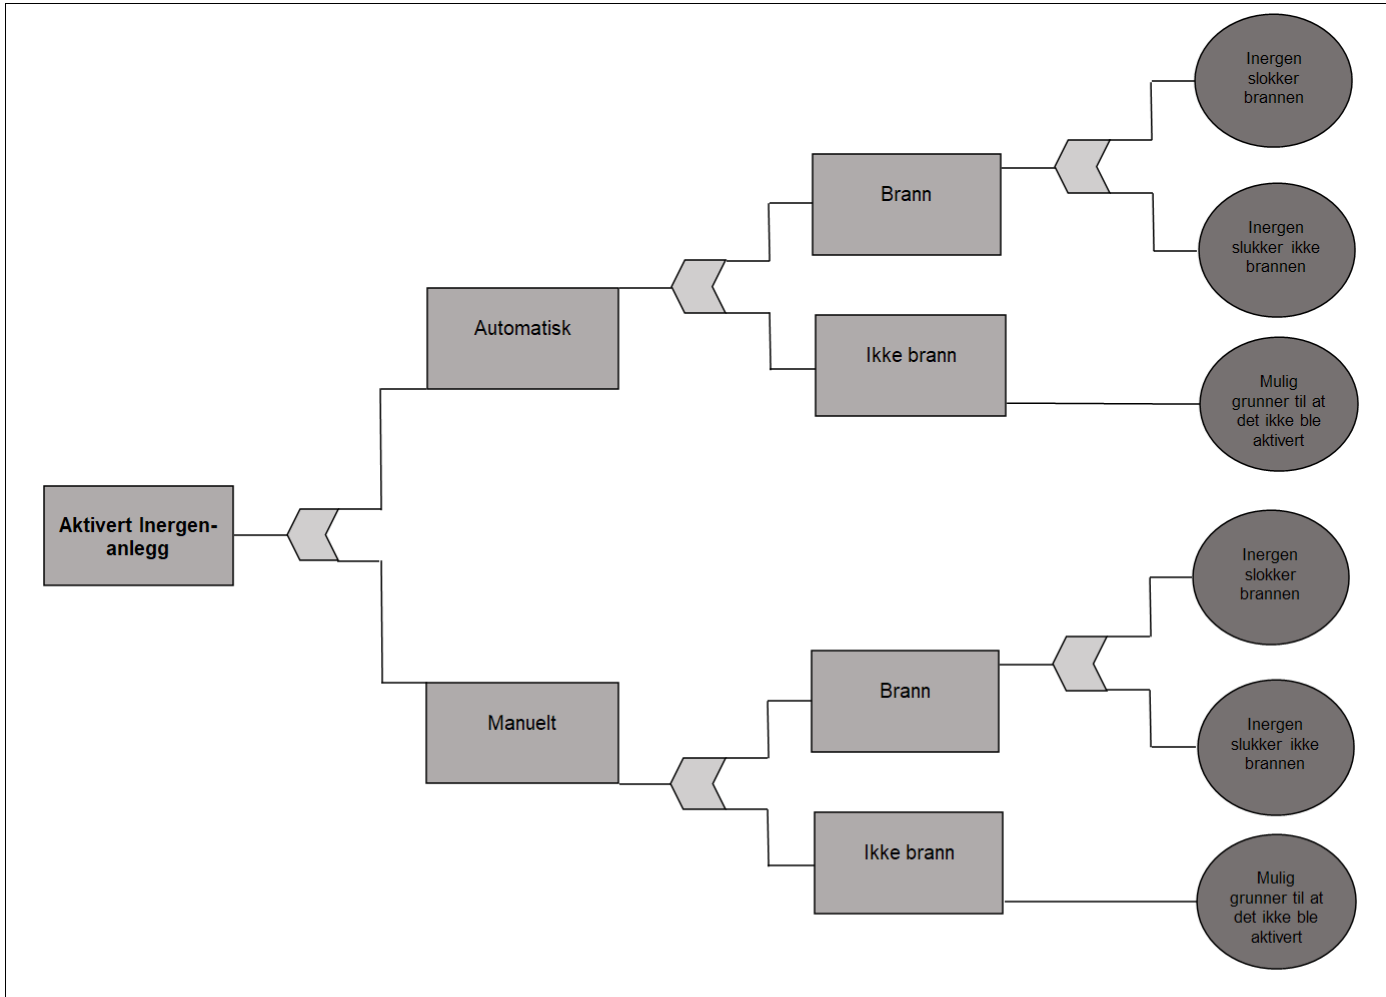 Inergen
slokker
brannen
Brann
Inergen
slukker ikke
brannen
Automatisk
Ikke brann
Mulig
grunner til at
det ikke ble
aktivert
Aktivert Inergen-
anlegg
Inergen
slokker
brannen
Brann
Manuelt
Inergen
slukker ikke
brannen
Ikke brann
Mulig
grunner til at
det ikke ble
aktivert